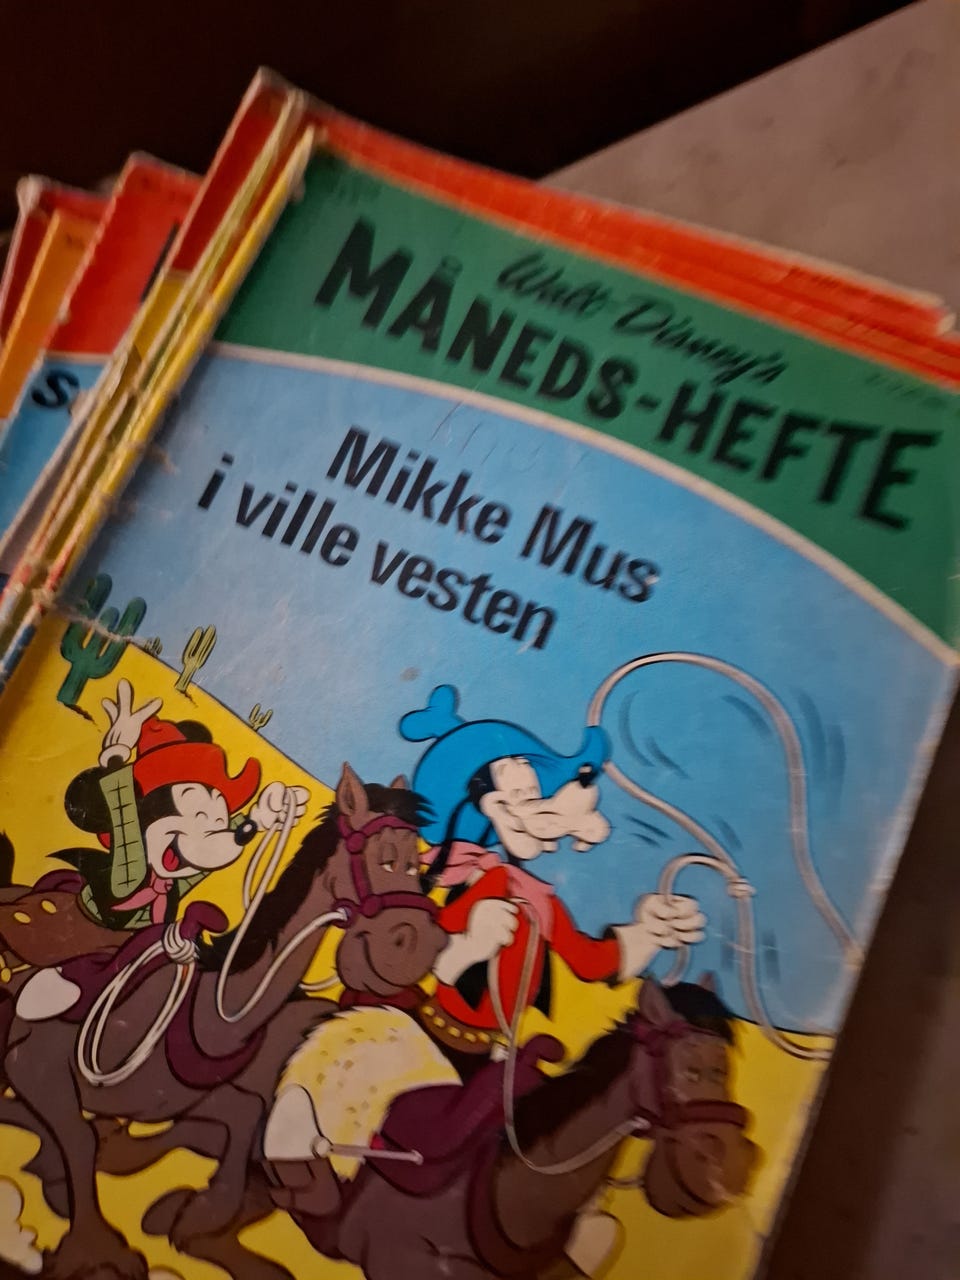 Walt Disney's
MÅNEDS-HEFTE
Mikke Mus
i ville vesten
S